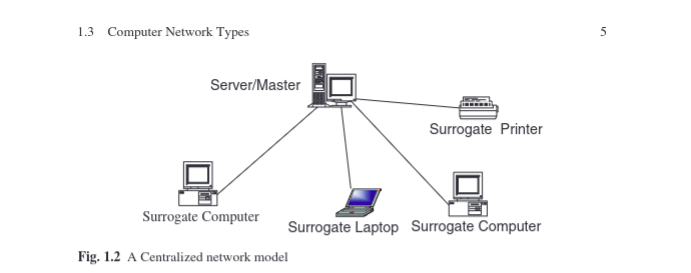 1.3 Computer Network Types 5
Server/Master
Surrogate Printer
Surrogate Computer
Surrogate Laptop
Surrogate Computer
Fig. 1.2 A Centralized network model